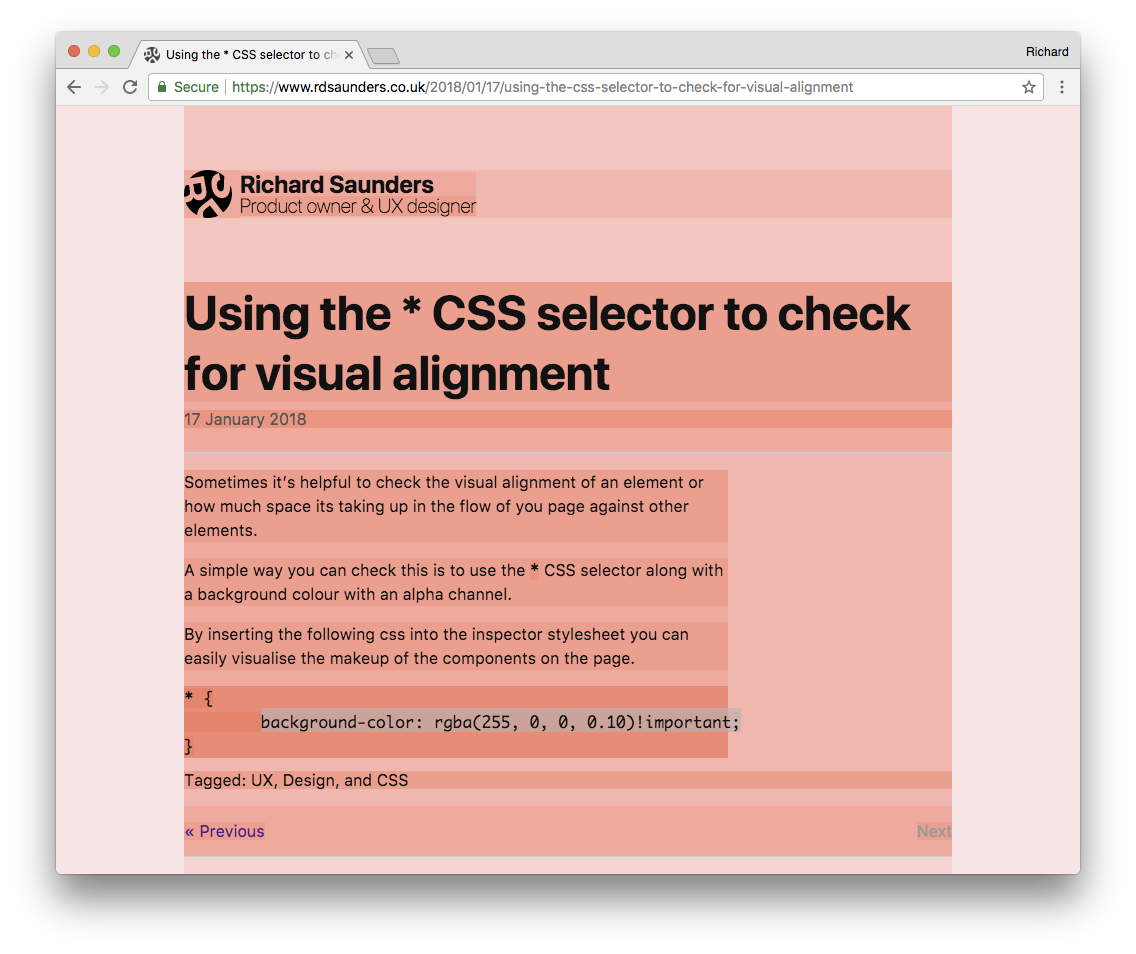 Using the * CSS selector to ch
Richard
Secure
https://www.rdsaunders.co.uk/2018/01/17/using-the-css-selector-to-check-for-visual-alignment
Richard Saunders
Product owner & UX designer
Using the * CSS selector to check
for visual alignment
17 January 2018
Sometimes it’s helpful to check the visual alignment of an element or
how much space its taking up in the flow of you page against other
elements.
A simple way you can check this is to use the * CSS selector along with
a background colour with an alpha channel.
By inserting the following css into the inspector stylesheet you can
easily visualise the makeup of the components on the page.
* {
background-color: rgba(255, 0, 0, 0.10)!important;
}
Tagged: UX, Design, and CSS
« Previous
Next